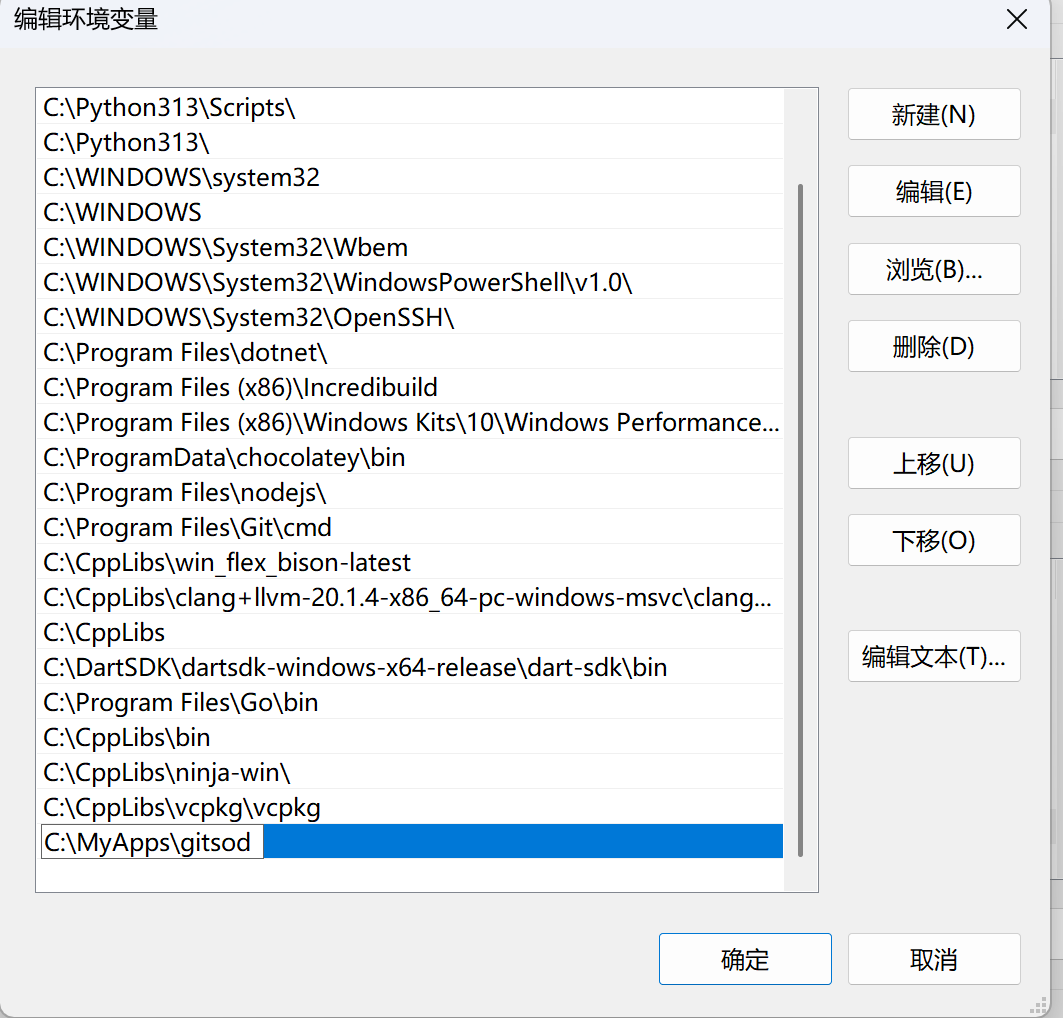 编辑环境变量
C:\Python313\Scripts\
C:\Python313\
C:\WINDOWS\system32
C:\WINDOWS
C:\WINDOWS\System32\Wbem
C:\WINDOWS\System32\WindowsPowerShell\v1.0\
C:\WINDOWS\System32\OpenSSH\
C:\Program Files\dotnet\
C:\Program Files (x86)\Incredibuild
C:\Program Files (x86)\Windows Kits\10\Windows Performance...
C:\ProgramData\chocolatey\bin
C:\Program Files\nodejs\
C:\Program Files\Git\cmd
C:\CppLibs\win_flex_bison-latest
C:\CppLibs\clang+llvm-20.1.4-x86_64-pc-windows-msvc\clang...
C:\CppLibs
C:\DartSDK\dartsdk-windows-x64-release\dart-sdk\bin
C:\Program Files\Go\bin
C:\CppLibs\bin
C:\CppLibs\ninja-win\
C:\CppLibs\vcpkg\vcpkg
C:\MyApps\gitsod
新建(N)
编辑(E)
浏览(B)...
删除(D)
上移(U)
下移(O)
编辑文本(T)...
确定
取消